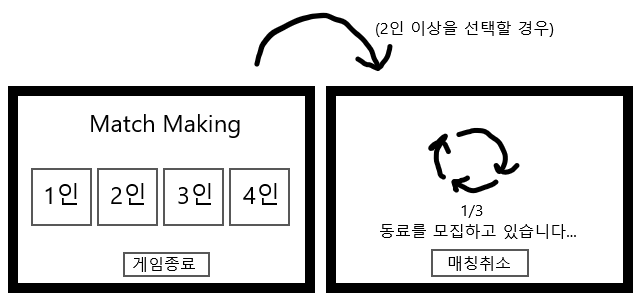 (2인 이상을 선택할 경우)
Match Making
1인 2인 3인 4인
게임종료
1/3
동료를 모집하고 있습니다...
매칭취소